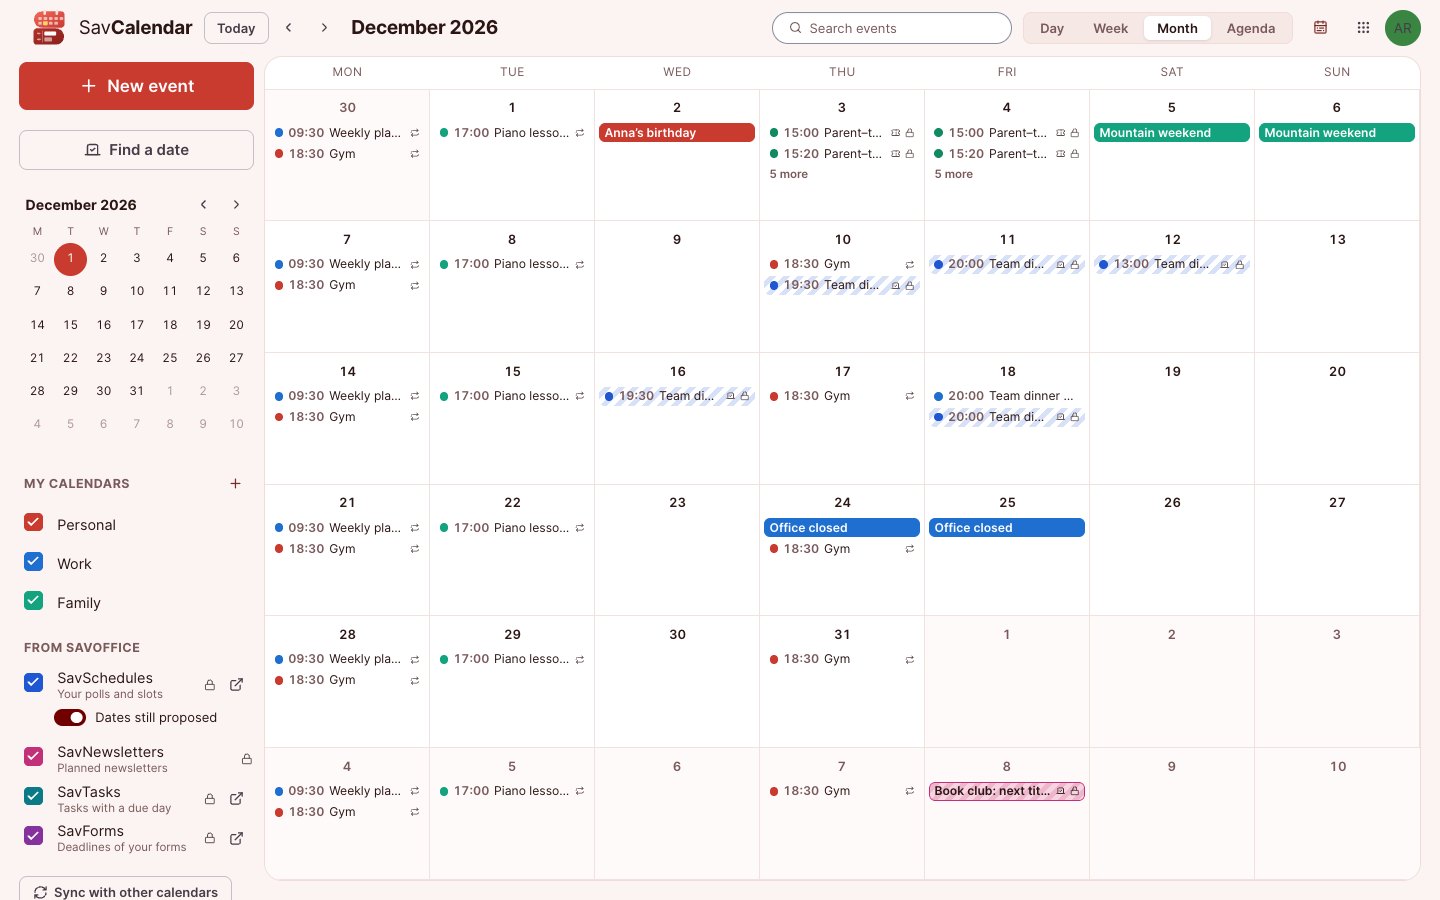 SavCalendar
Today
December 2026
Search events
Day
Week
Month
Agenda
AR
New event
Find a date
December 2026
M T W T F S S
30 1 2 3 4 5 6
7 8 9 10 11 12 13
14 15 16 17 18 19 20
21 22 23 24 25 26 27
28 29 30 31 1 2 3
4 5 6 7 8 9 10
MY CALENDARS
Personal
Work
Family
FROM SAVOFFICE
SavSchedules
Your polls and slots
Dates still proposed
SavNewsletters
Planned newsletters
SavTasks
Tasks with a due day
SavForms
Deadlines of your forms
Sync with other calendars
MON TUE WED THU FRI SAT SUN
30
09:30 Weekly pla...
18:30 Gym
1
17:00 Piano lesso...
2
Anna's birthday
3
15:00 Parent–t...
15:20 Parent–t...
5 more
4
15:00 Parent–t...
15:20 Parent–t...
5 more
5
Mountain weekend
6
Mountain weekend
7
09:30 Weekly pla...
18:30 Gym
8
17:00 Piano lesso...
9
10
18:30 Gym
19:30 Team di...
11
20:00 Team di...
12
13:00 Team di...
13
14
09:30 Weekly pla...
18:30 Gym
15
17:00 Piano lesso...
16
19:30 Team di...
17
18:30 Gym
18
20:00 Team dinner ...
20:00 Team di...
19
20
21
09:30 Weekly pla...
18:30 Gym
22
17:00 Piano lesso...
23
24
Office closed
18:30 Gym
25
Office closed
26
27
28
09:30 Weekly pla...
18:30 Gym
29
17:00 Piano lesso...
30
31
18:30 Gym
1
2
3
4
09:30 Weekly pla...
18:30 Gym
5
17:00 Piano lesso...
6
7
18:30 Gym
8
Book club: next tit...
9
10